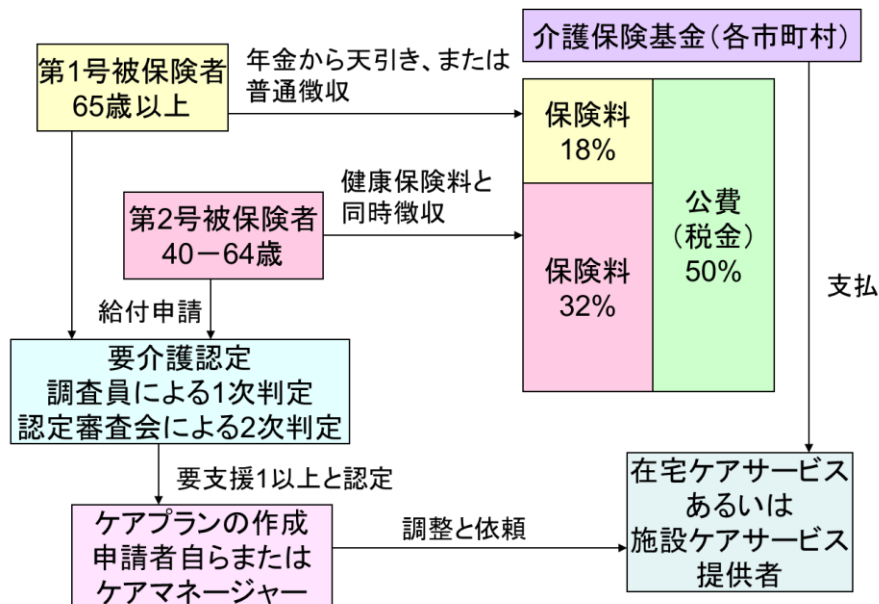 第1号被保険者
65歳以上
年金から天引き、または
普通徴収
介護保険基金（各市町村）
保険料
18%
公費
（税金）
50%
第2号被保険者
40－64歳
健康保険料と
同時徴収
保険料
32%
支払
給付申請
要介護認定
調査員による1次判定
認定審査会による2次判定
要支援1以上と認定
ケアプランの作成
申請者自らまたは
ケアマネージャー
調整と依頼
在宅ケアサービス
あるいは
施設ケアサービス
提供者